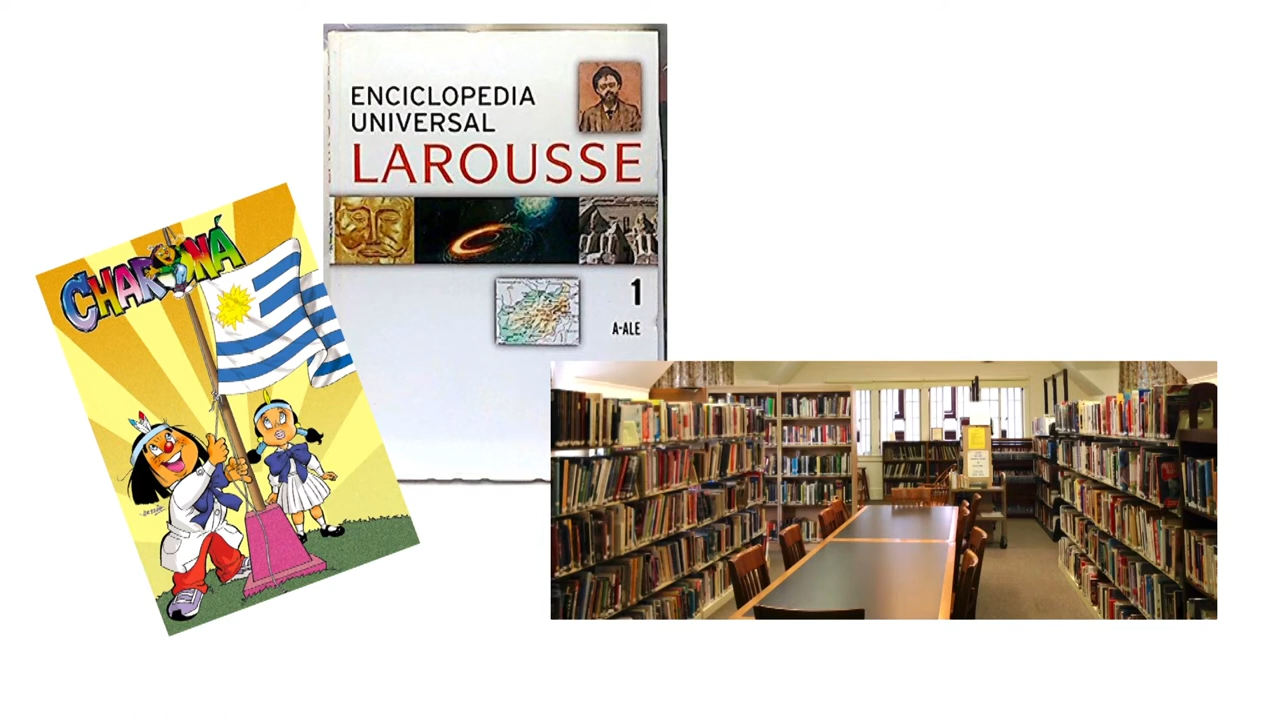 CHARONÁ
ENCICLOPEDIA
UNIVERSAL
LAROUSSE
1
A-ALE